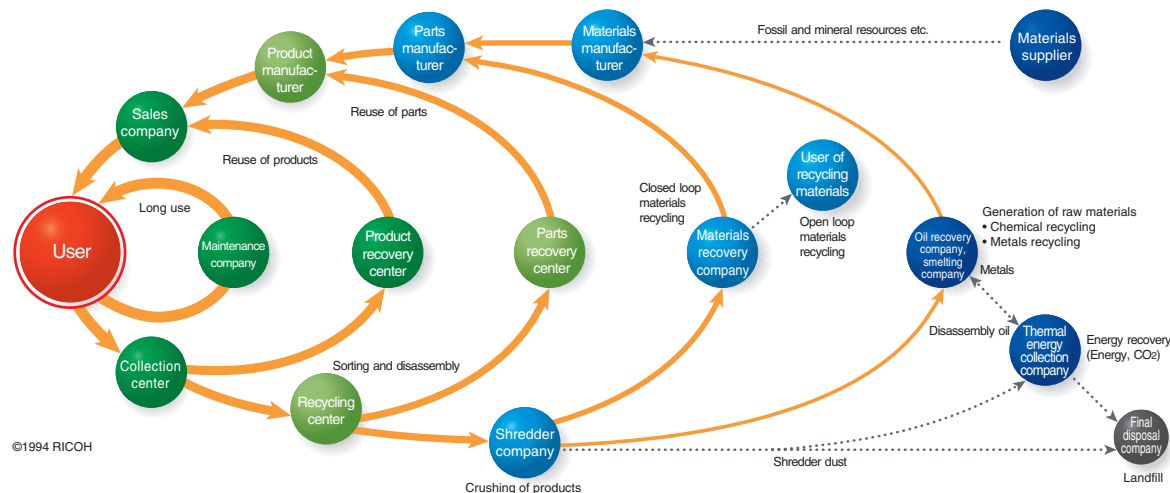 Fossil and mineral resources etc.
Materials
supplier
Materials
manufac-
turer
Parts
manufac-
turer
Product
manufac-
turer
Sales
company
Reuse of parts
Reuse of products
Long use
User
Maintenance
company
Product
recovery
center
Parts
recovery
center
Closed loop
materials
recycling
Materials
recovery
company
User of
recycling
materials
Open loop
materials
recycling
Oil recovery
company,
smelting
company
Generation of raw materials
• Chemical recycling
• Metals recycling
Metals
Disassembly oil
Thermal
energy
collection
company
Energy recovery
(Energy, CO2)
Collection
center
Sorting and disassembly
Recycling
center
Shredder
company
Crushing of products
Shredder dust
Final
disposal
company
Landfill
©1994 RICOH